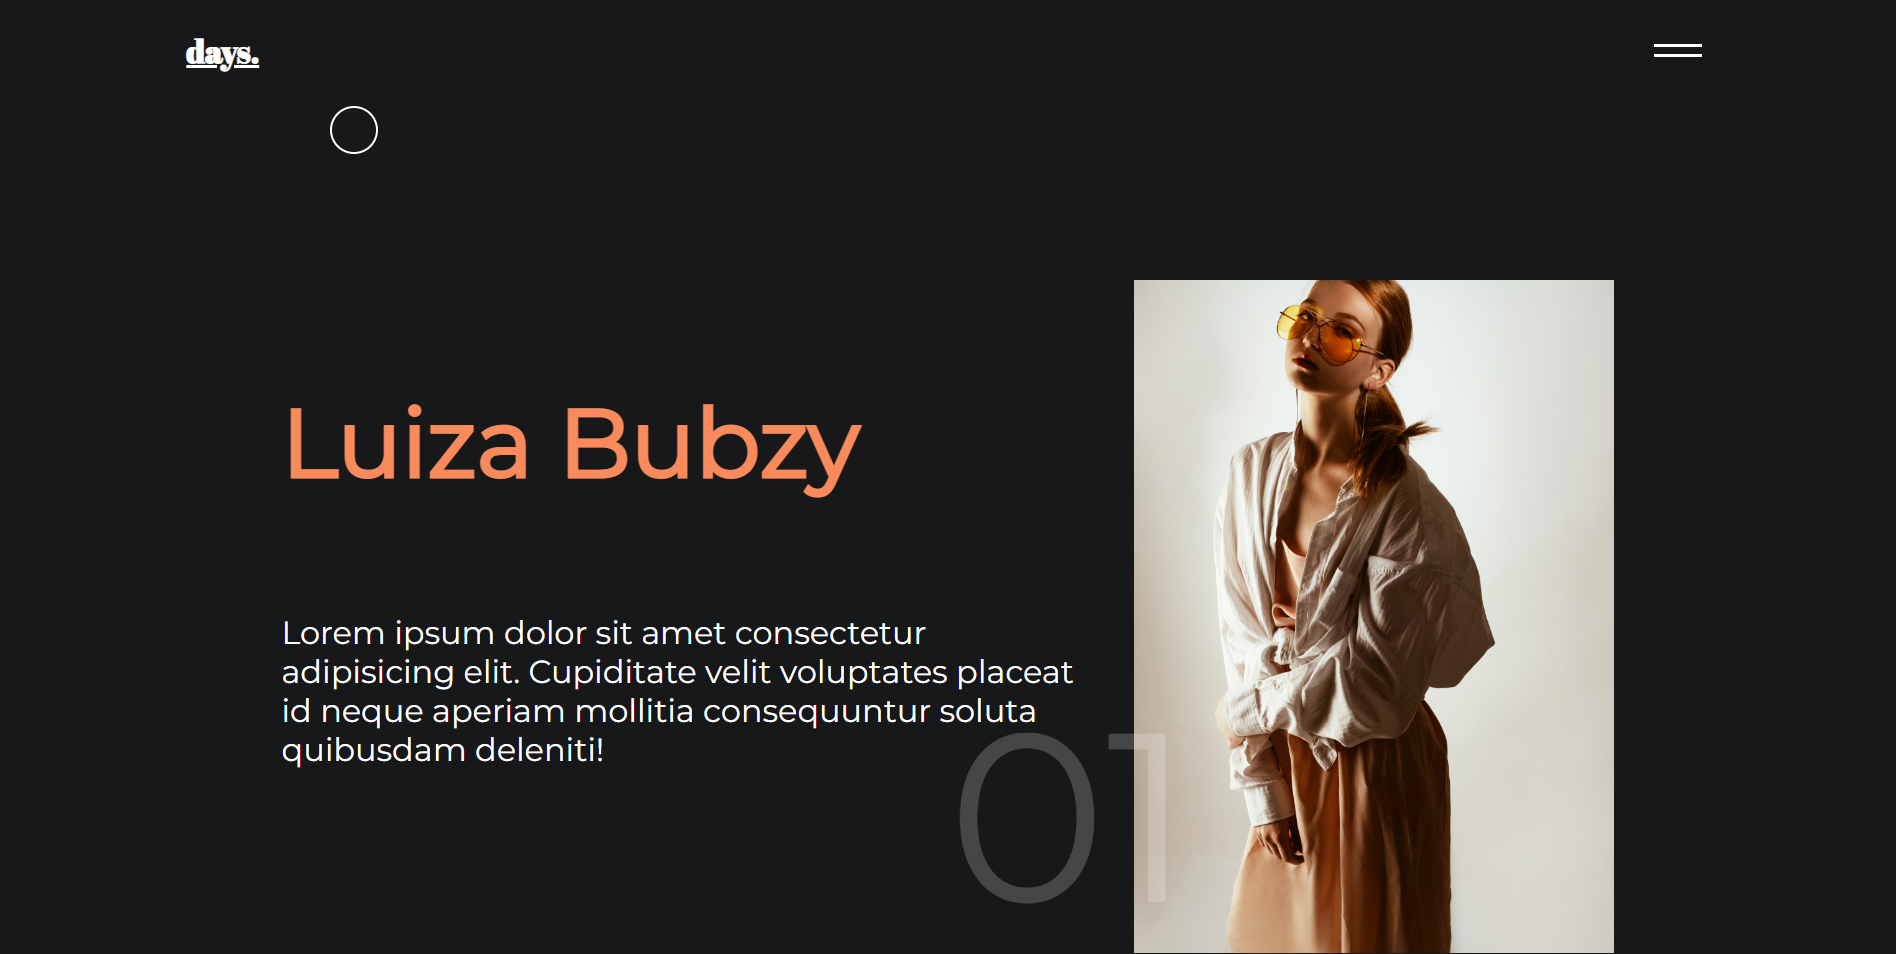 days.
Luiza Bubzy
Lorem ipsum dolor sit amet consectetur
adipisicing elit. Cupiditate velit voluptates placeat
id neque aperiam mollitia consequuntur soluta
quibusdam deleniti!
01